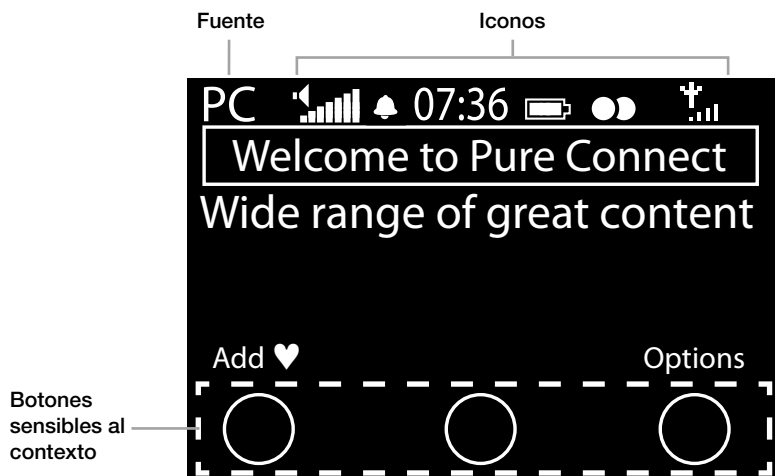 Fuente
Iconos
PC 07:36
Welcome to Pure Connect
Wide range of great content
Add ♥
Options
Botones
sensibles al
contexto